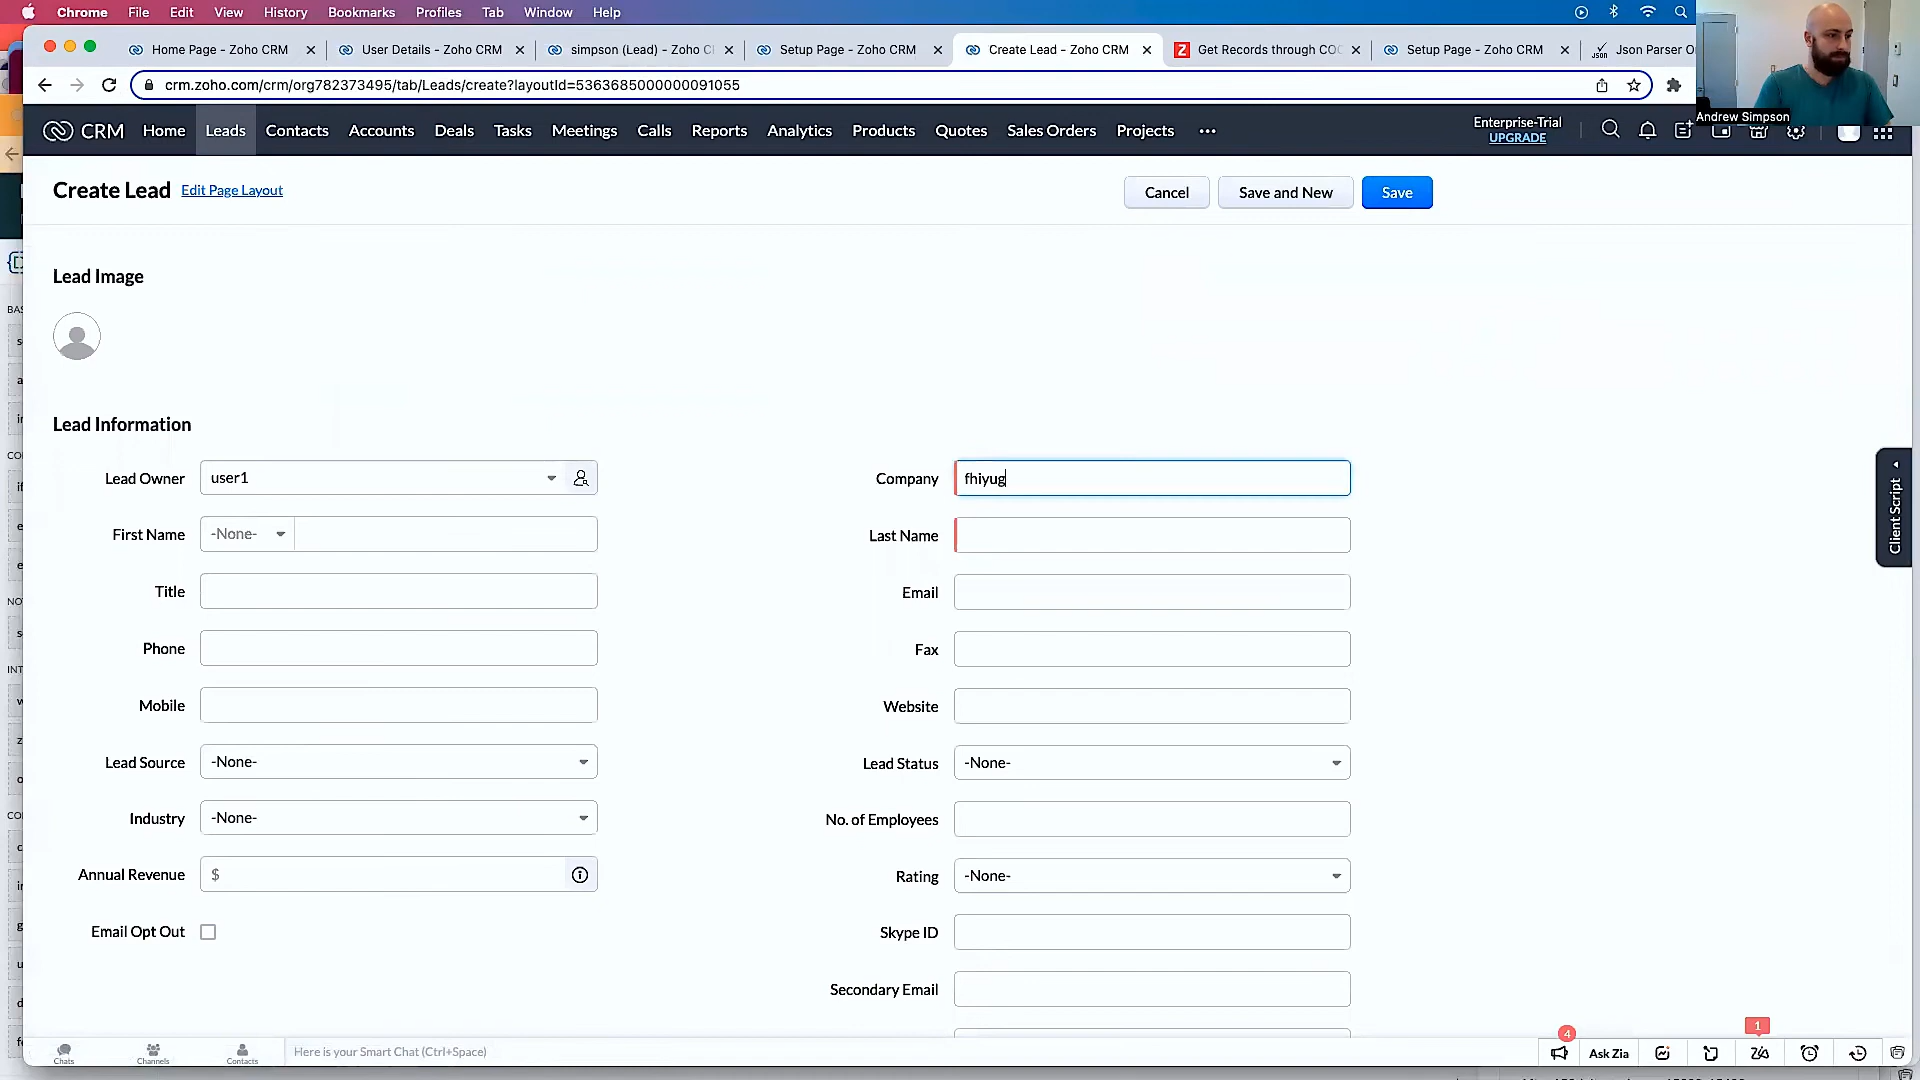 Chrome File Edit View History Bookmarks Profiles Tab Window Help
Home Page - Zoho CRM User Details - Zoho CRM simpson (Lead) - Zoho C Setup Page - Zoho CRM Create Lead - Zoho CRM Get Records through COQ Setup Page - Zoho CRM Json Parser O
crm.zoho.com/crm/org782373495/tab/Leads/create?layoutId=5363685000000091055
Andrew Simpson
CRM Home Leads Contacts Accounts Deals Tasks Meetings Calls Reports Analytics Products Quotes Sales Orders Projects ••• Enterprise-Trial
UPGRADE
Create Lead Edit Page Layout Cancel Save and New Save
Lead Image
Lead Information
Lead Owner user1 Company fhiyug
First Name -None- Last Name
Title Email
Phone Fax
Mobile Website
Lead Source -None- Lead Status -None-
Industry -None- No. of Employees
Annual Revenue $ Rating -None-
Email Opt Out Skype ID
Secondary Email
Client Script
4 1
Chats Channels Contacts Here is your Smart Chat (Ctrl+Space) Ask Zia